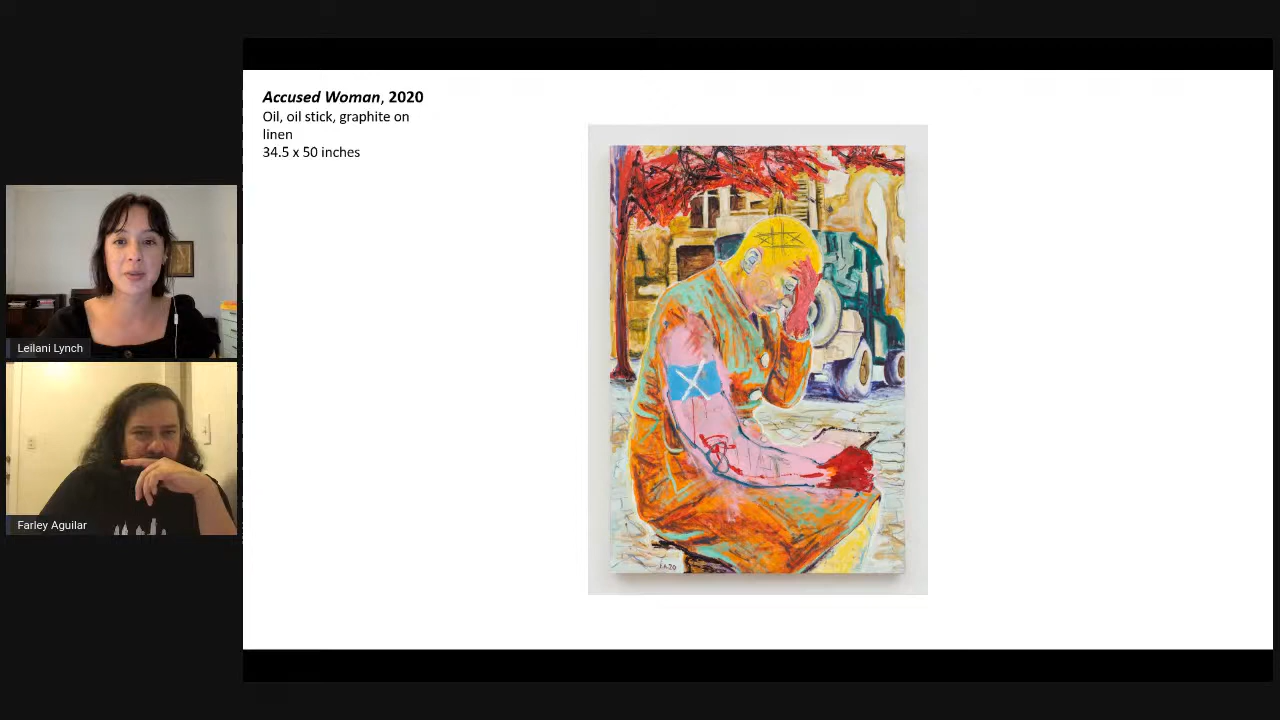 Accused Woman, 2020
Oil, oil stick, graphite on
linen
34.5 x 50 inches
Leilani Lynch
Farley Aguilar